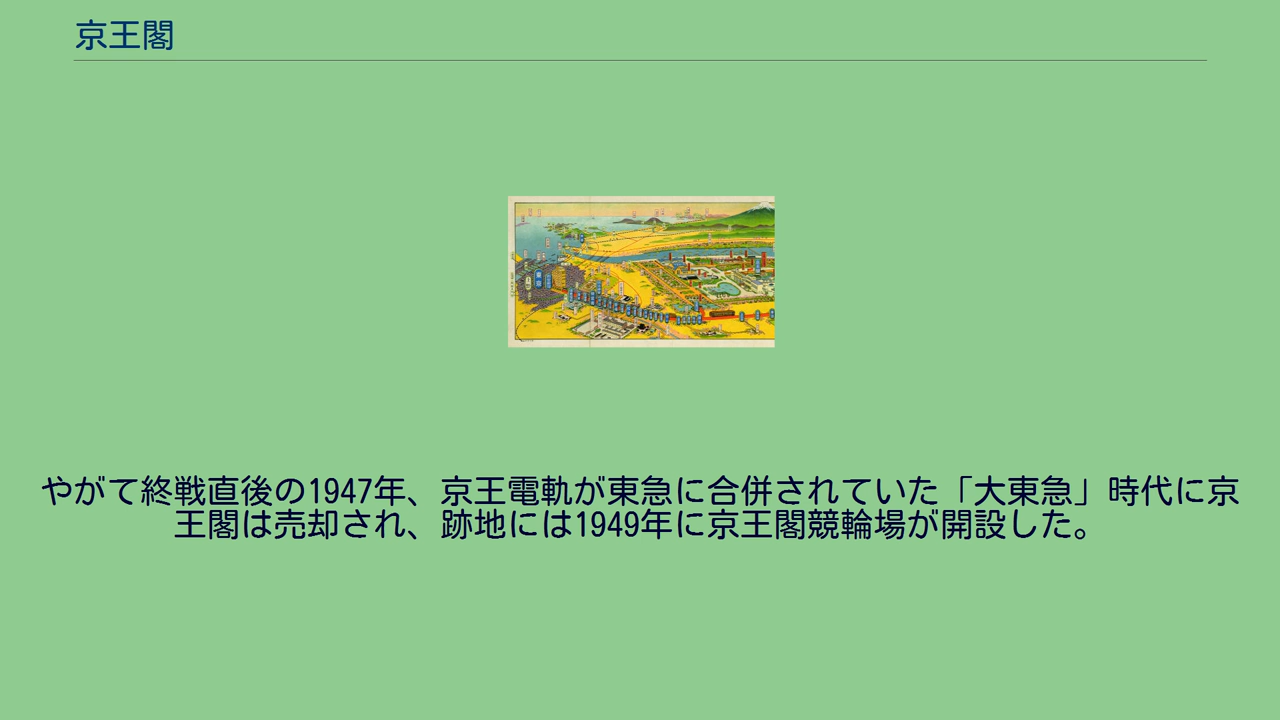 京王閣
やがて終戦直後の1947年、京王電軌が東急に合併されていた「大東急」時代に京
王閣は売却され、跡地には1949年に京王閣競輪場が開設した。